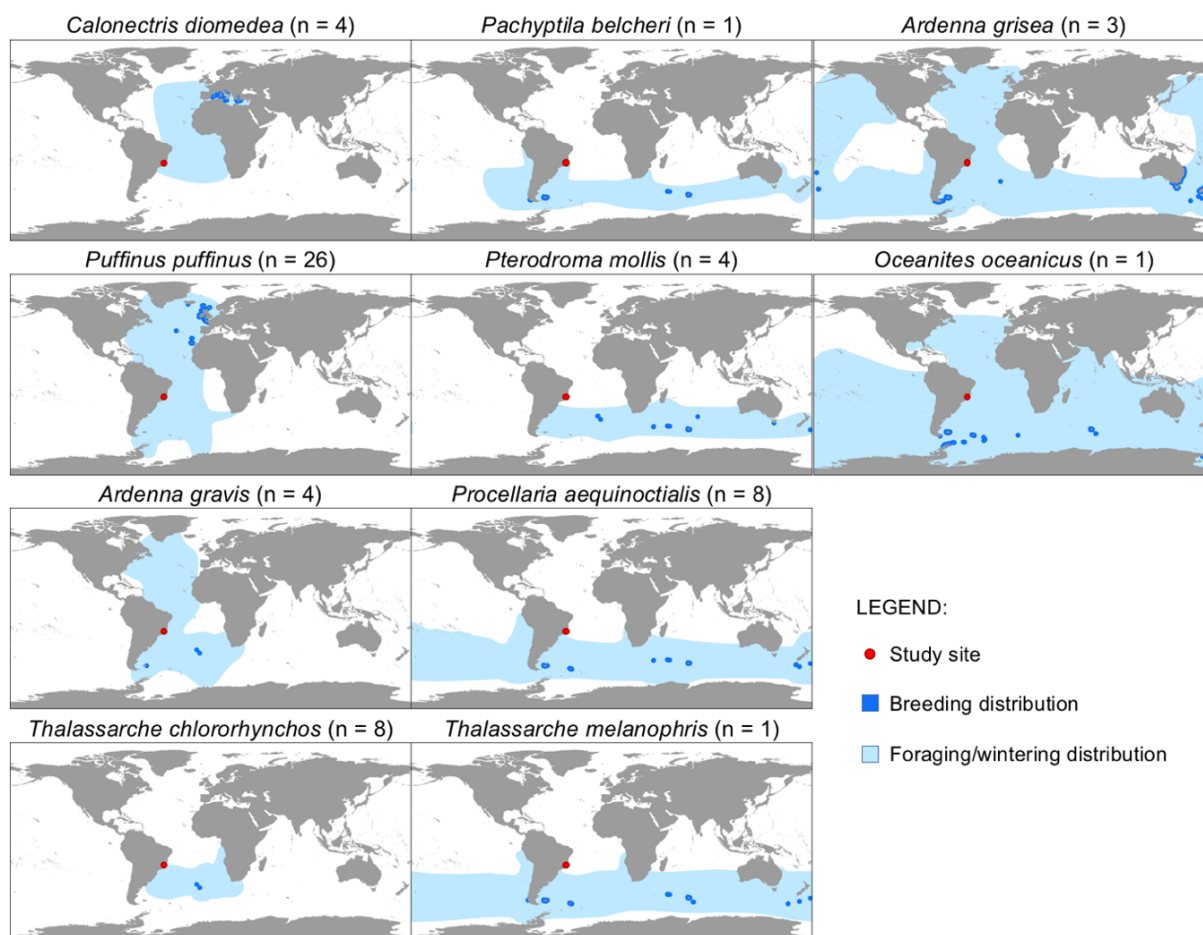 Calonectris diomedea (n = 4)
Pachyptila belcheri (n = 1)
Ardenna grisea (n = 3)
Puffinus puffinus (n = 26)
Pterodroma mollis (n = 4)
Oceanites oceanicus (n = 1)
Ardenna gravis (n = 4)
Procellaria aequinoctialis (n = 8)
LEGEND:
Study site
Breeding distribution
Foraging/wintering distribution
Thalassarche chlororhynchos (n = 8)
Thalassarche melanophris (n = 1)